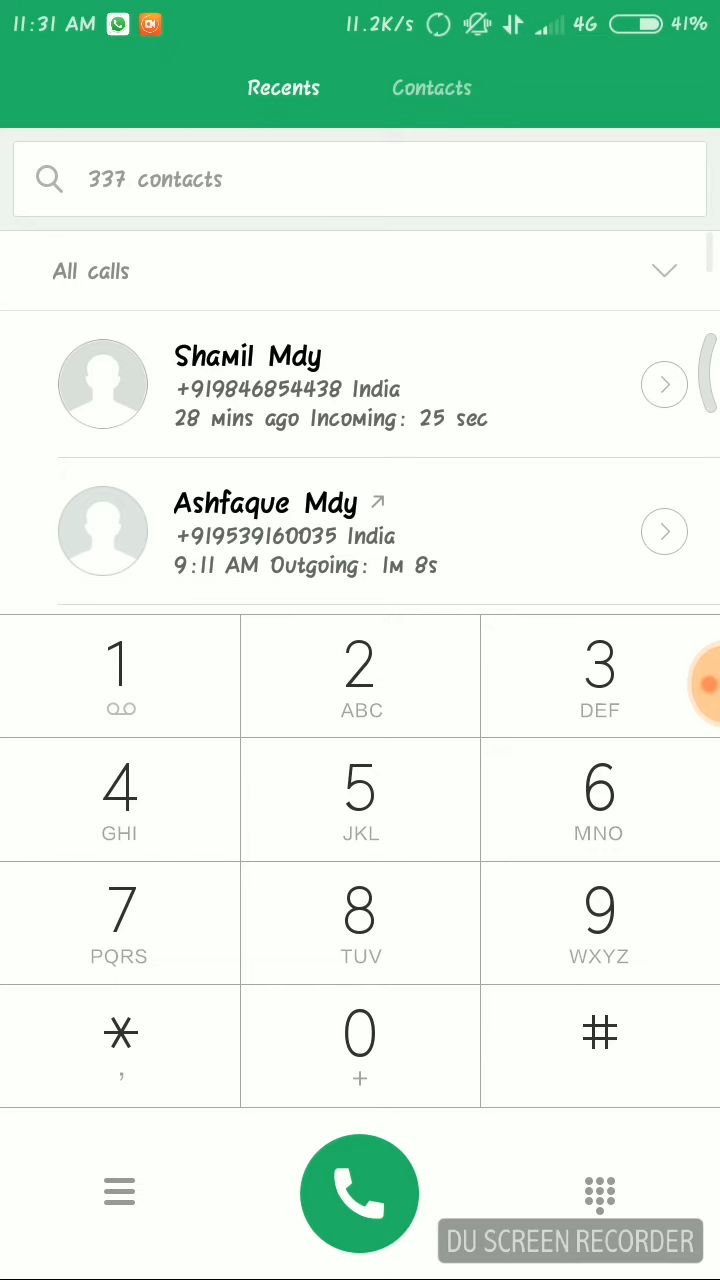 11:31 AM 11.2K/s 4G 41%
Recents Contacts
337 contacts
All calls
Shamil Mdy
+919846854438 India
28 mins ago Incoming: 25 sec
Ashfaque Mdy
+919539160035 India
9:11 AM Outgoing: 1m 8s
1 2 3
ABC DEF
4 5 6
GHI JKL MNO
7 8 9
PQRS TUV WXYZ
* 0 #
, +
DU SCREEN RECORDER